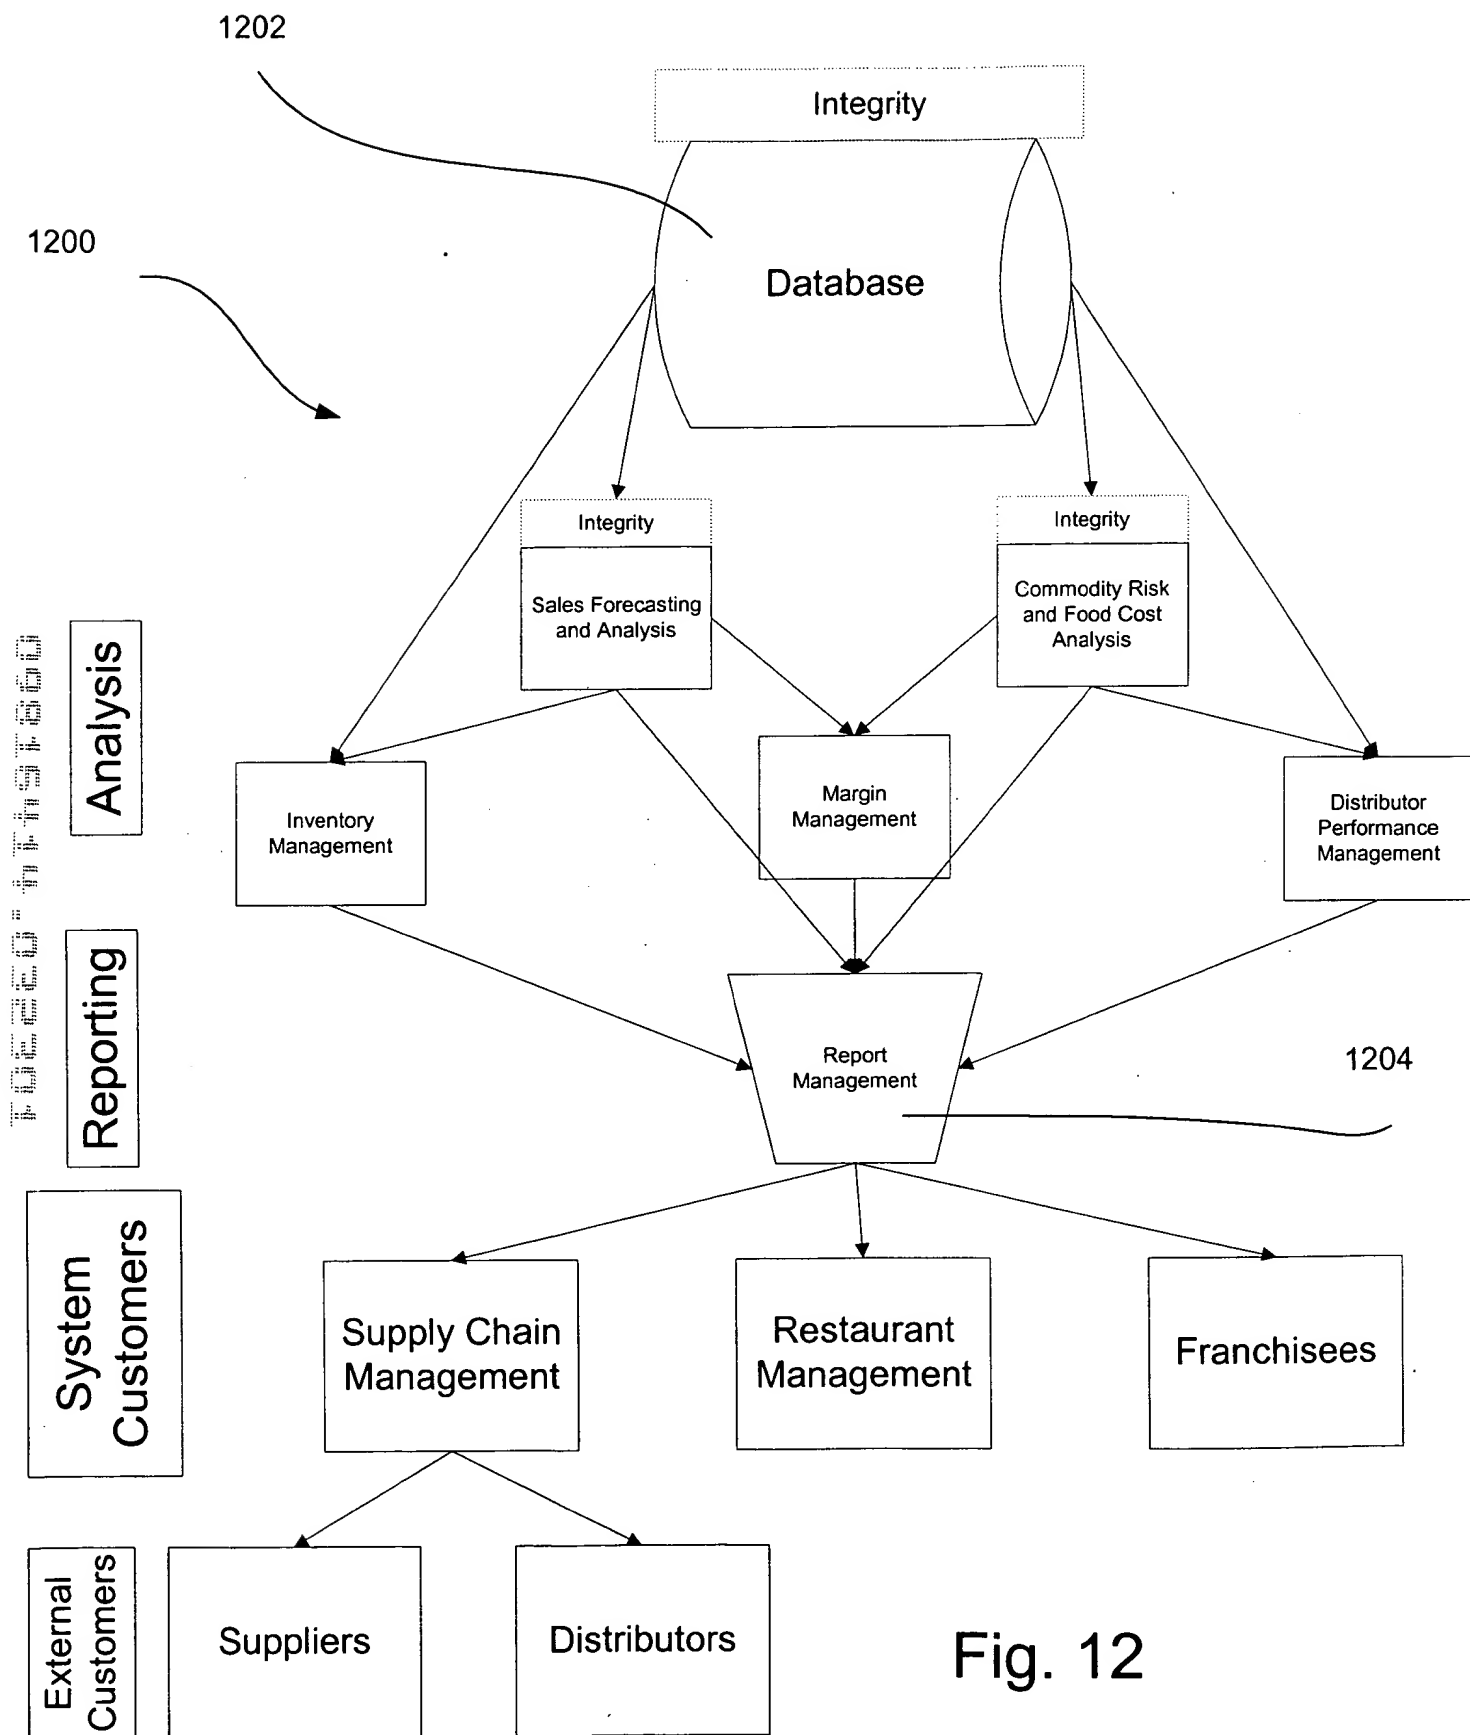 1202
Integrity
1200
Database
Integrity
Integrity
Sales Forecasting
and Analysis
Commodity Risk
and Food Cost
Analysis
Analysis
Inventory
Management
Margin
Management
Distributor
Performance
Management
Reporting
Report
Management
1204
System
Customers
Supply Chain
Management
Restaurant
Management
Franchisees
External
Customers
Suppliers
Distributors
Fig. 12